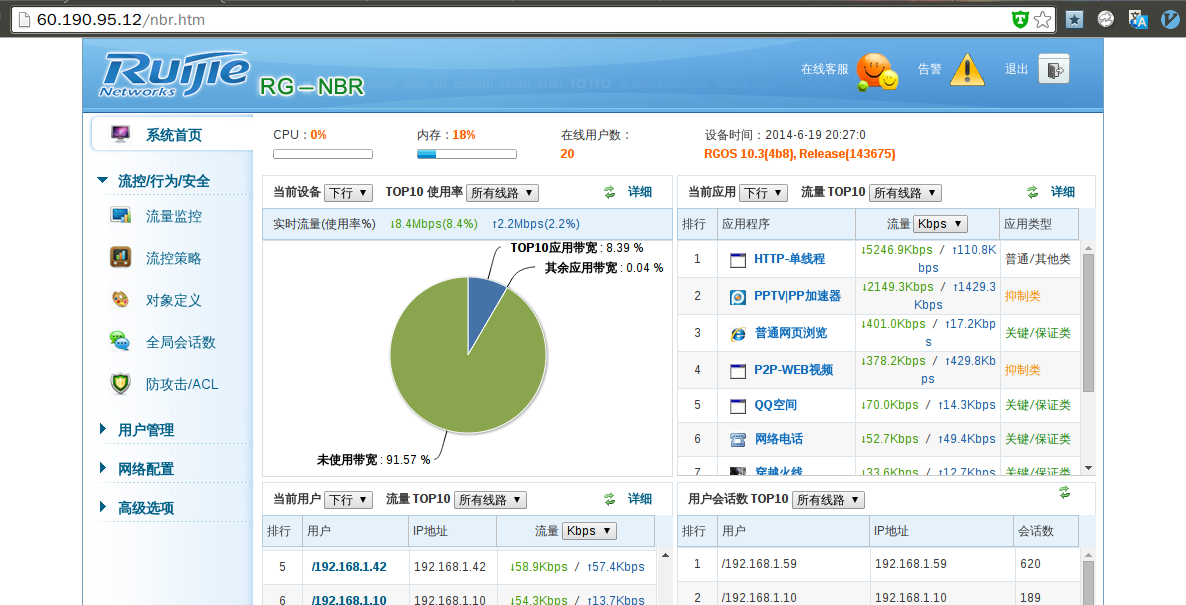 60.190.95.12/nbr.htm
Ruijie
Networks
RG-NBR
在线客服
告警
退出
系统首页
流控/行为/安全
流量监控
流控策略
对象定义
全局会话数
防攻击/ACL
用户管理
网络配置
高级选项
CPU：0%
内存：18%
在线用户数：
20
设备时间：2014-6-19 20:27:0
RGOS 10.3(4b8), Release(143675)
当前设备 下行 ▼ TOP10 使用率 所有线路 ▼ 详细
实时流量(使用率%) ↓8.4Mbps(8.4%) ↑2.2Mbps(2.2%)
TOP10应用带宽 : 8.39 %
其余应用带宽 : 0.04 %
未使用带宽 : 91.57 %
当前应用 下行 ▼ 流量 TOP10 所有线路 ▼ 详细
排行 应用程序 流量 Kbps ▼ 应用类型
1 HTTP-单线程 ↓5246.9Kbps / ↑110.8K
bps 普通/其他类
2 PPTV|PP加速器 ↓2149.3Kbps / ↑1429.3
Kbps 抑制类
3 普通网页浏览 ↓401.0Kbps / ↑17.2Kbp
s 关键/保证类
4 P2P-WEB视频 ↓378.2Kbps / ↑429.8Kb
ps 抑制类
5 QQ空间 ↓70.0Kbps / ↑14.3Kbps 关键/保证类
6 网络电话 ↓52.7Kbps / ↑49.4Kbps 关键/保证类
7 穿越火线 ↓33.6Kbps / ↑12.7Kbps 关键/保证类
当前用户 下行 ▼ 流量 TOP10 所有线路 ▼ 详细
排行 用户 IP地址 流量 Kbps ▼
5 /192.168.1.42 192.168.1.42 ↓58.9Kbps / ↑57.4Kbps
6 /192.168.1.10 192.168.1.10 ↓54.3Kbps / ↑13.7Kbps
用户会话数 TOP10 所有线路 ▼
排行 用户 IP地址 会话数
1 /192.168.1.59 192.168.1.59 620
2 /192.168.1.10 192.168.1.10 189